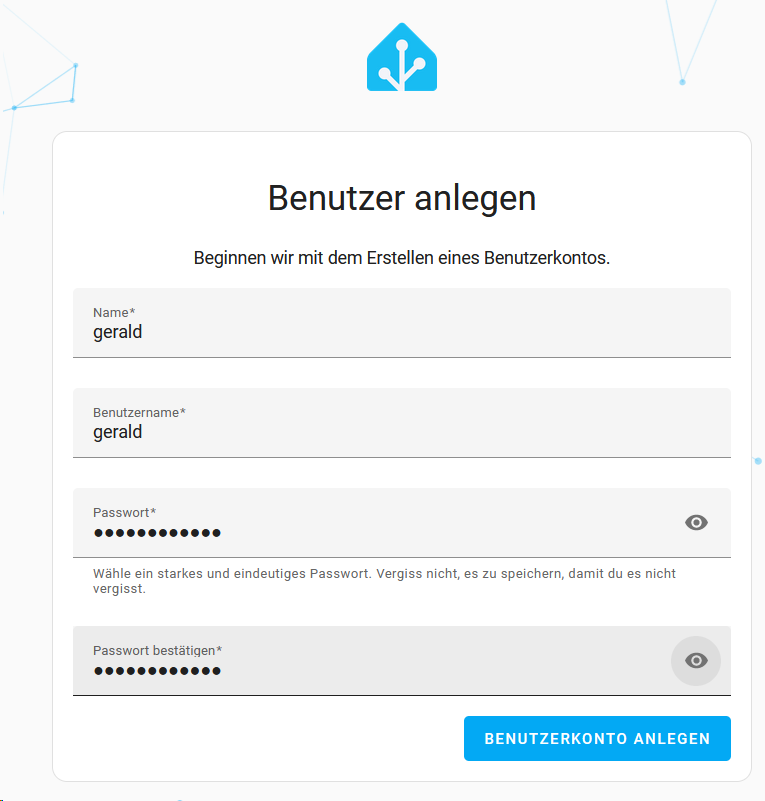 Benutzer anlegen
Beginnen wir mit dem Erstellen eines Benutzerkontos.
Name*
gerald
Benutzername*
gerald
Passwort*
●●●●●●●●●●●●
Wähle ein starkes und eindeutiges Passwort. Vergiss nicht, es zu speichern, damit du es nicht
vergisst.
Passwort bestätigen*
●●●●●●●●●●●●
BENUTZERKONTO ANLEGEN